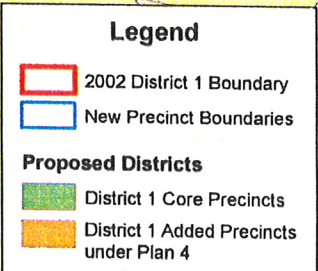 Legend
2002 District 1 Boundary
New Precinct Boundaries
Proposed Districts
District 1 Core Precincts
District 1 Added Precincts
under Plan 4